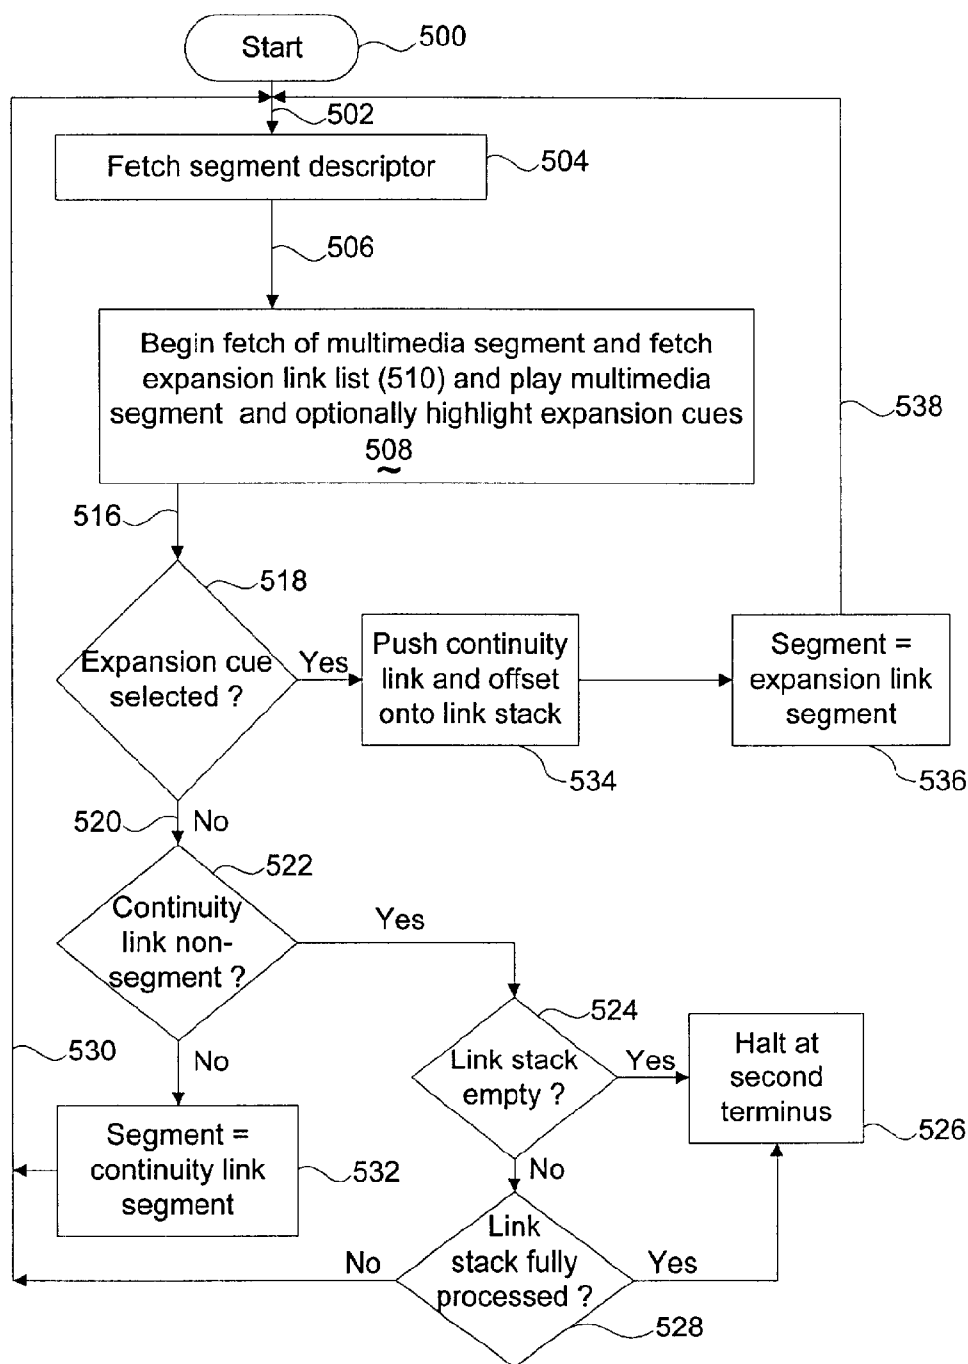 Start
500
502
Fetch segment descriptor
504
506
Begin fetch of multimedia segment and fetch
expansion link list (510) and play multimedia
segment and optionally highlight expansion cues
508
538
516
518
Expansion cue
selected ?
Yes
Push continuity
link and offset
onto link stack
534
Segment =
expansion link
segment
536
520
No
522
Continuity
link non-
segment ?
Yes
524
Link stack
empty ?
Yes
Halt at
second
terminus
526
530
No
Segment =
continuity link
segment
532
No
Link
stack fully
processed ?
No
Yes
528